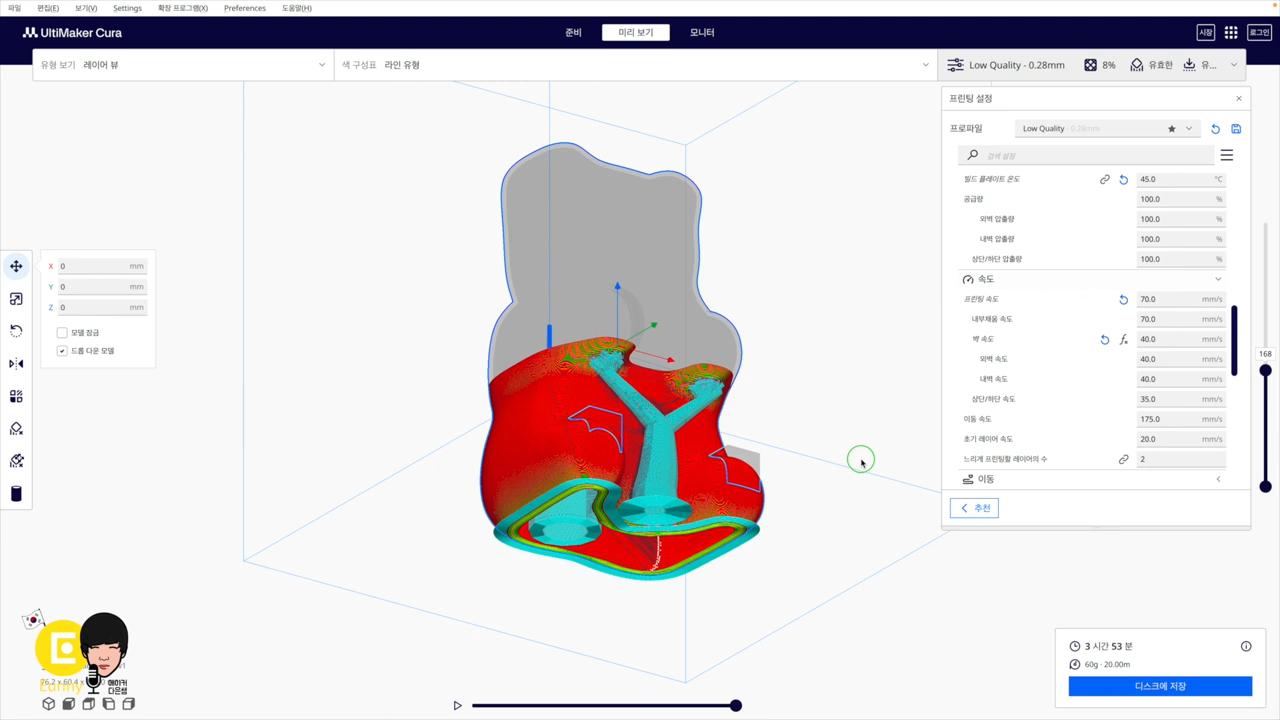 파일 편집(E) 보기(V) Settings 확장 프로그램(X) Preferences 도움말(H)
UltiMaker Cura 준비 미리 보기 모니터 시장 로그인
유형 보기 레이어 뷰 색 구성표 라인 유형 Low Quality - 0.28mm 8% 유효한 유...
프린팅 설정
프로파일 Low Quality - 0.28mm
검색 설정
빌드 플레이트 온도 45.0 °C
공급량 100.0 %
외벽 압출량 100.0 %
내벽 압출량 100.0 %
상단/하단 압출량 100.0 %
속도
프린팅 속도 70.0 mm/s
내부채움 속도 70.0 mm/s
벽 속도 40.0 mm/s
외벽 속도 40.0 mm/s
내벽 속도 40.0 mm/s
상단/하단 속도 35.0 mm/s
이동 속도 175.0 mm/s
초기 레이어 속도 20.0 mm/s
느리게 프린팅할 레이어의 수 2
이동
추천
X 0 mm
Y 0 mm
Z 0 mm
모델 잠금
드롭 다운 모델
168
3 시간 53 분
60g · 20.00m
디스크에 저장
메이커
다은쌤